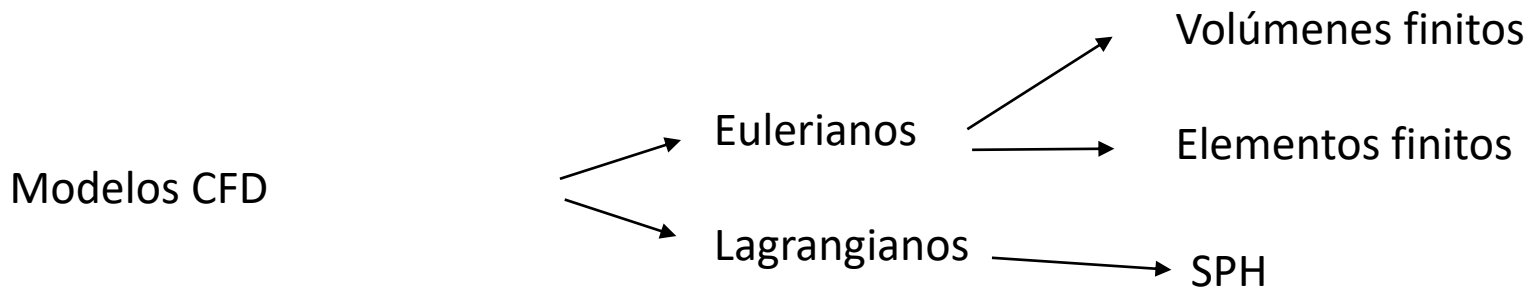 Modelos CFD
Eulerianos
Lagrangianos
Volúmenes finitos
Elementos finitos
SPH